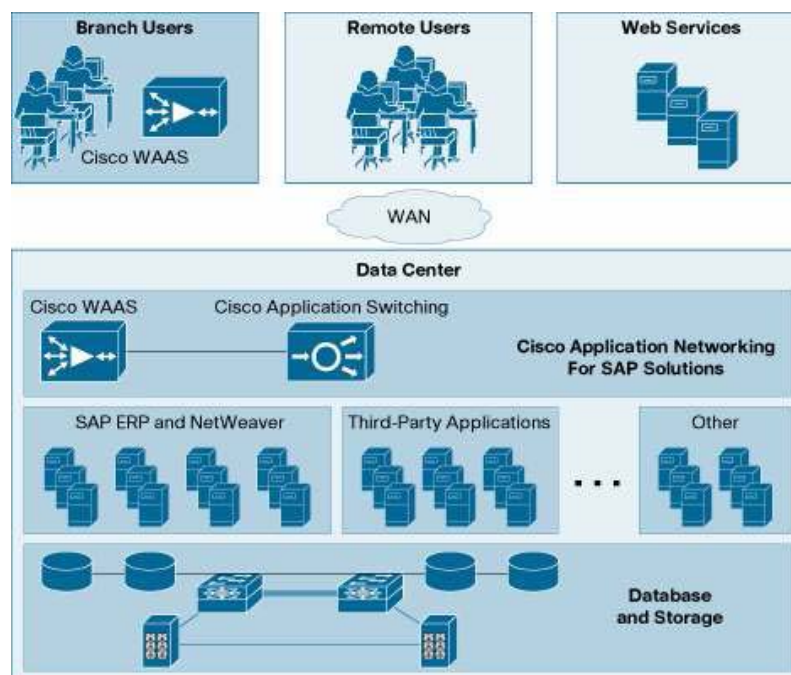 Branch Users
Remote Users
Web Services
Cisco WAAS
WAN
Data Center
Cisco WAAS
Cisco Application Switching
Cisco Application Networking
For SAP Solutions
SAP ERP and NetWeaver
Third-Party Applications
...
Other
Database
and Storage